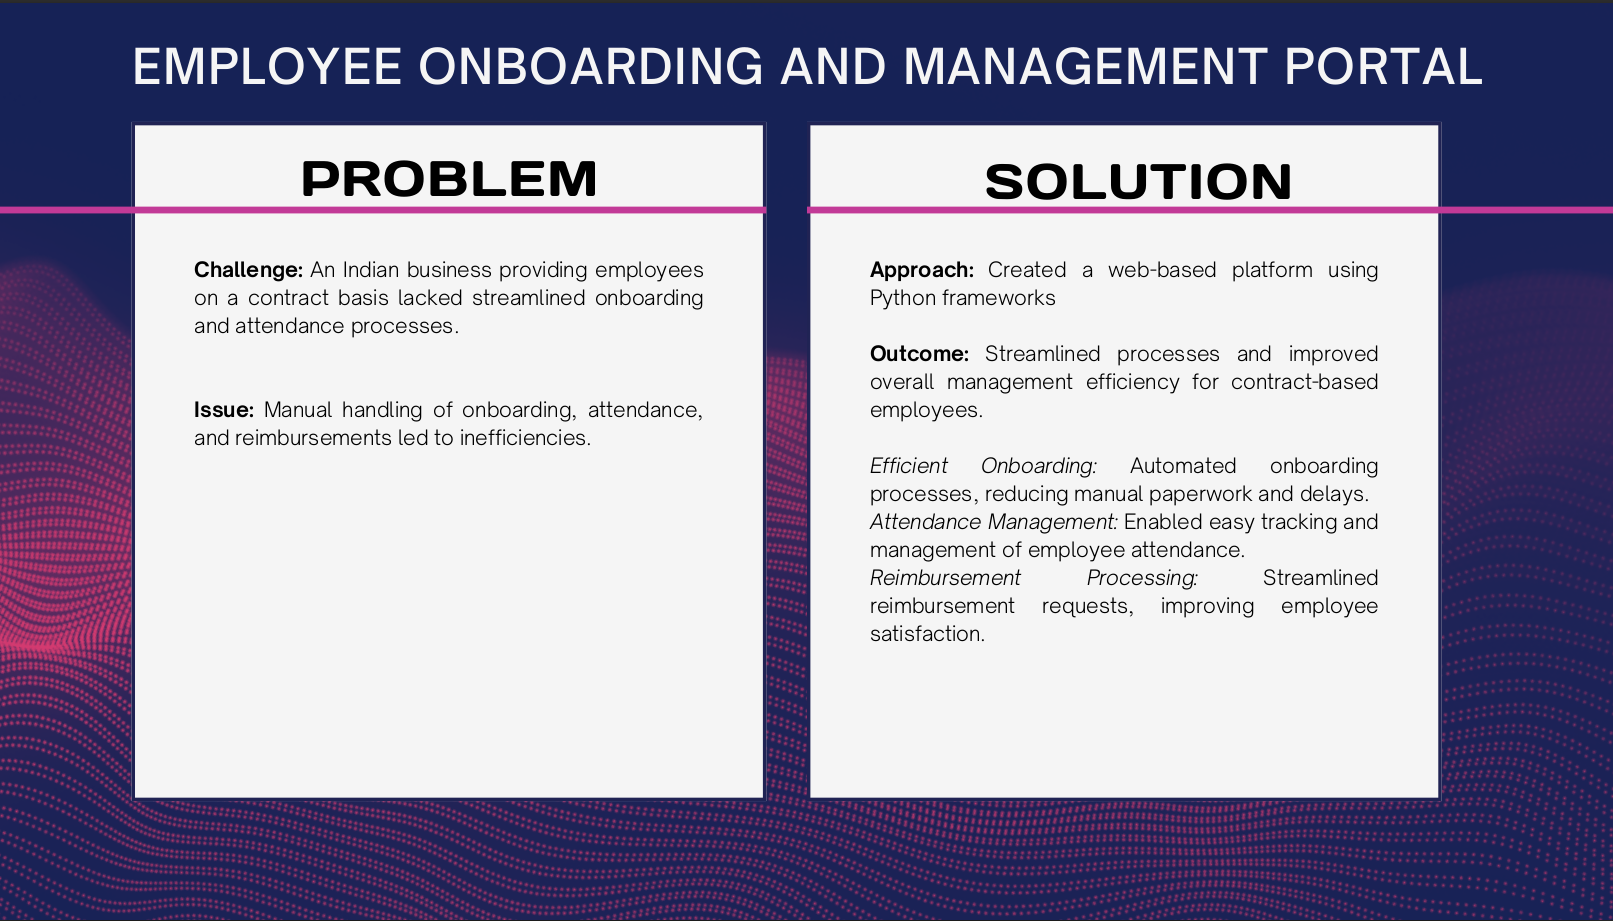 EMPLOYEE ONBOARDING AND MANAGEMENT PORTAL
PROBLEM
Challenge: An Indian business providing employees
on a contract basis lacked streamlined onboarding
and attendance processes.
Issue: Manual handling of onboarding, attendance,
and reimbursements led to inefficiencies.
SOLUTION
Approach: Created a web-based platform using
Python frameworks
Outcome: Streamlined processes and improved
overall management efficiency for contract-based
employees.
Efficient Onboarding: Automated onboarding
processes, reducing manual paperwork and delays.
Attendance Management: Enabled easy tracking and
management of employee attendance.
Reimbursement Processing: Streamlined
reimbursement requests, improving employee
satisfaction.